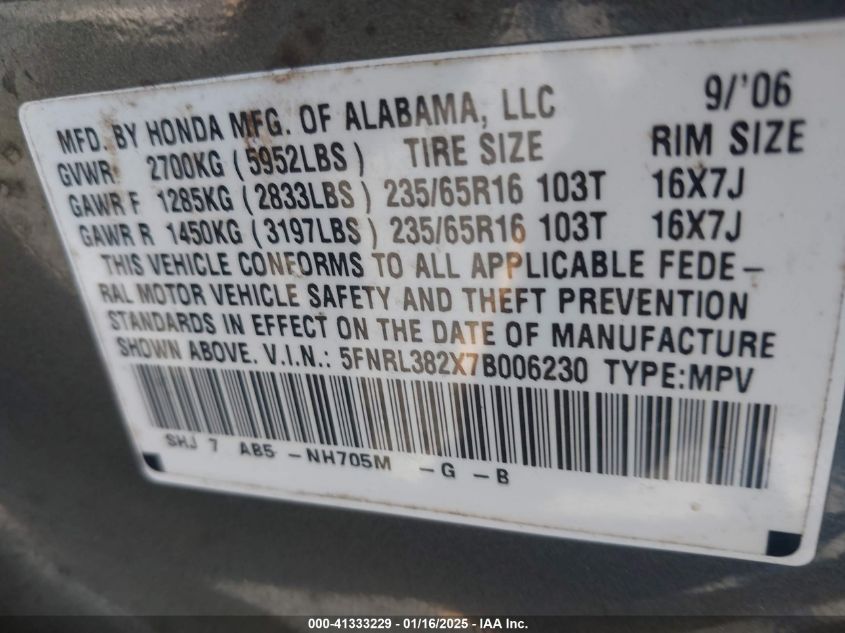 MFD. BY HONDA MFG. OF ALABAMA, LLC 9/'06
GVWR 2700KG (5952LBS) TIRE SIZE RIM SIZE
GAWR F 1285KG (2833LBS) 235/65R16 103T 16X7J
GAWR R 1450KG (3197LBS) 235/65R16 103T 16X7J
THIS VEHICLE CONFORMS TO ALL APPLICABLE FEDE-
RAL MOTOR VEHICLE SAFETY AND THEFT PREVENTION
STANDARDS IN EFFECT ON THE DATE OF MANUFACTURE
SHOWN ABOVE. V.I.N.: 5FNRL382X7B006230 TYPE:MPV
SHJ 7 AB5 -NH705M -G -B
000-41333229 - 01/16/2025 - IAA Inc.